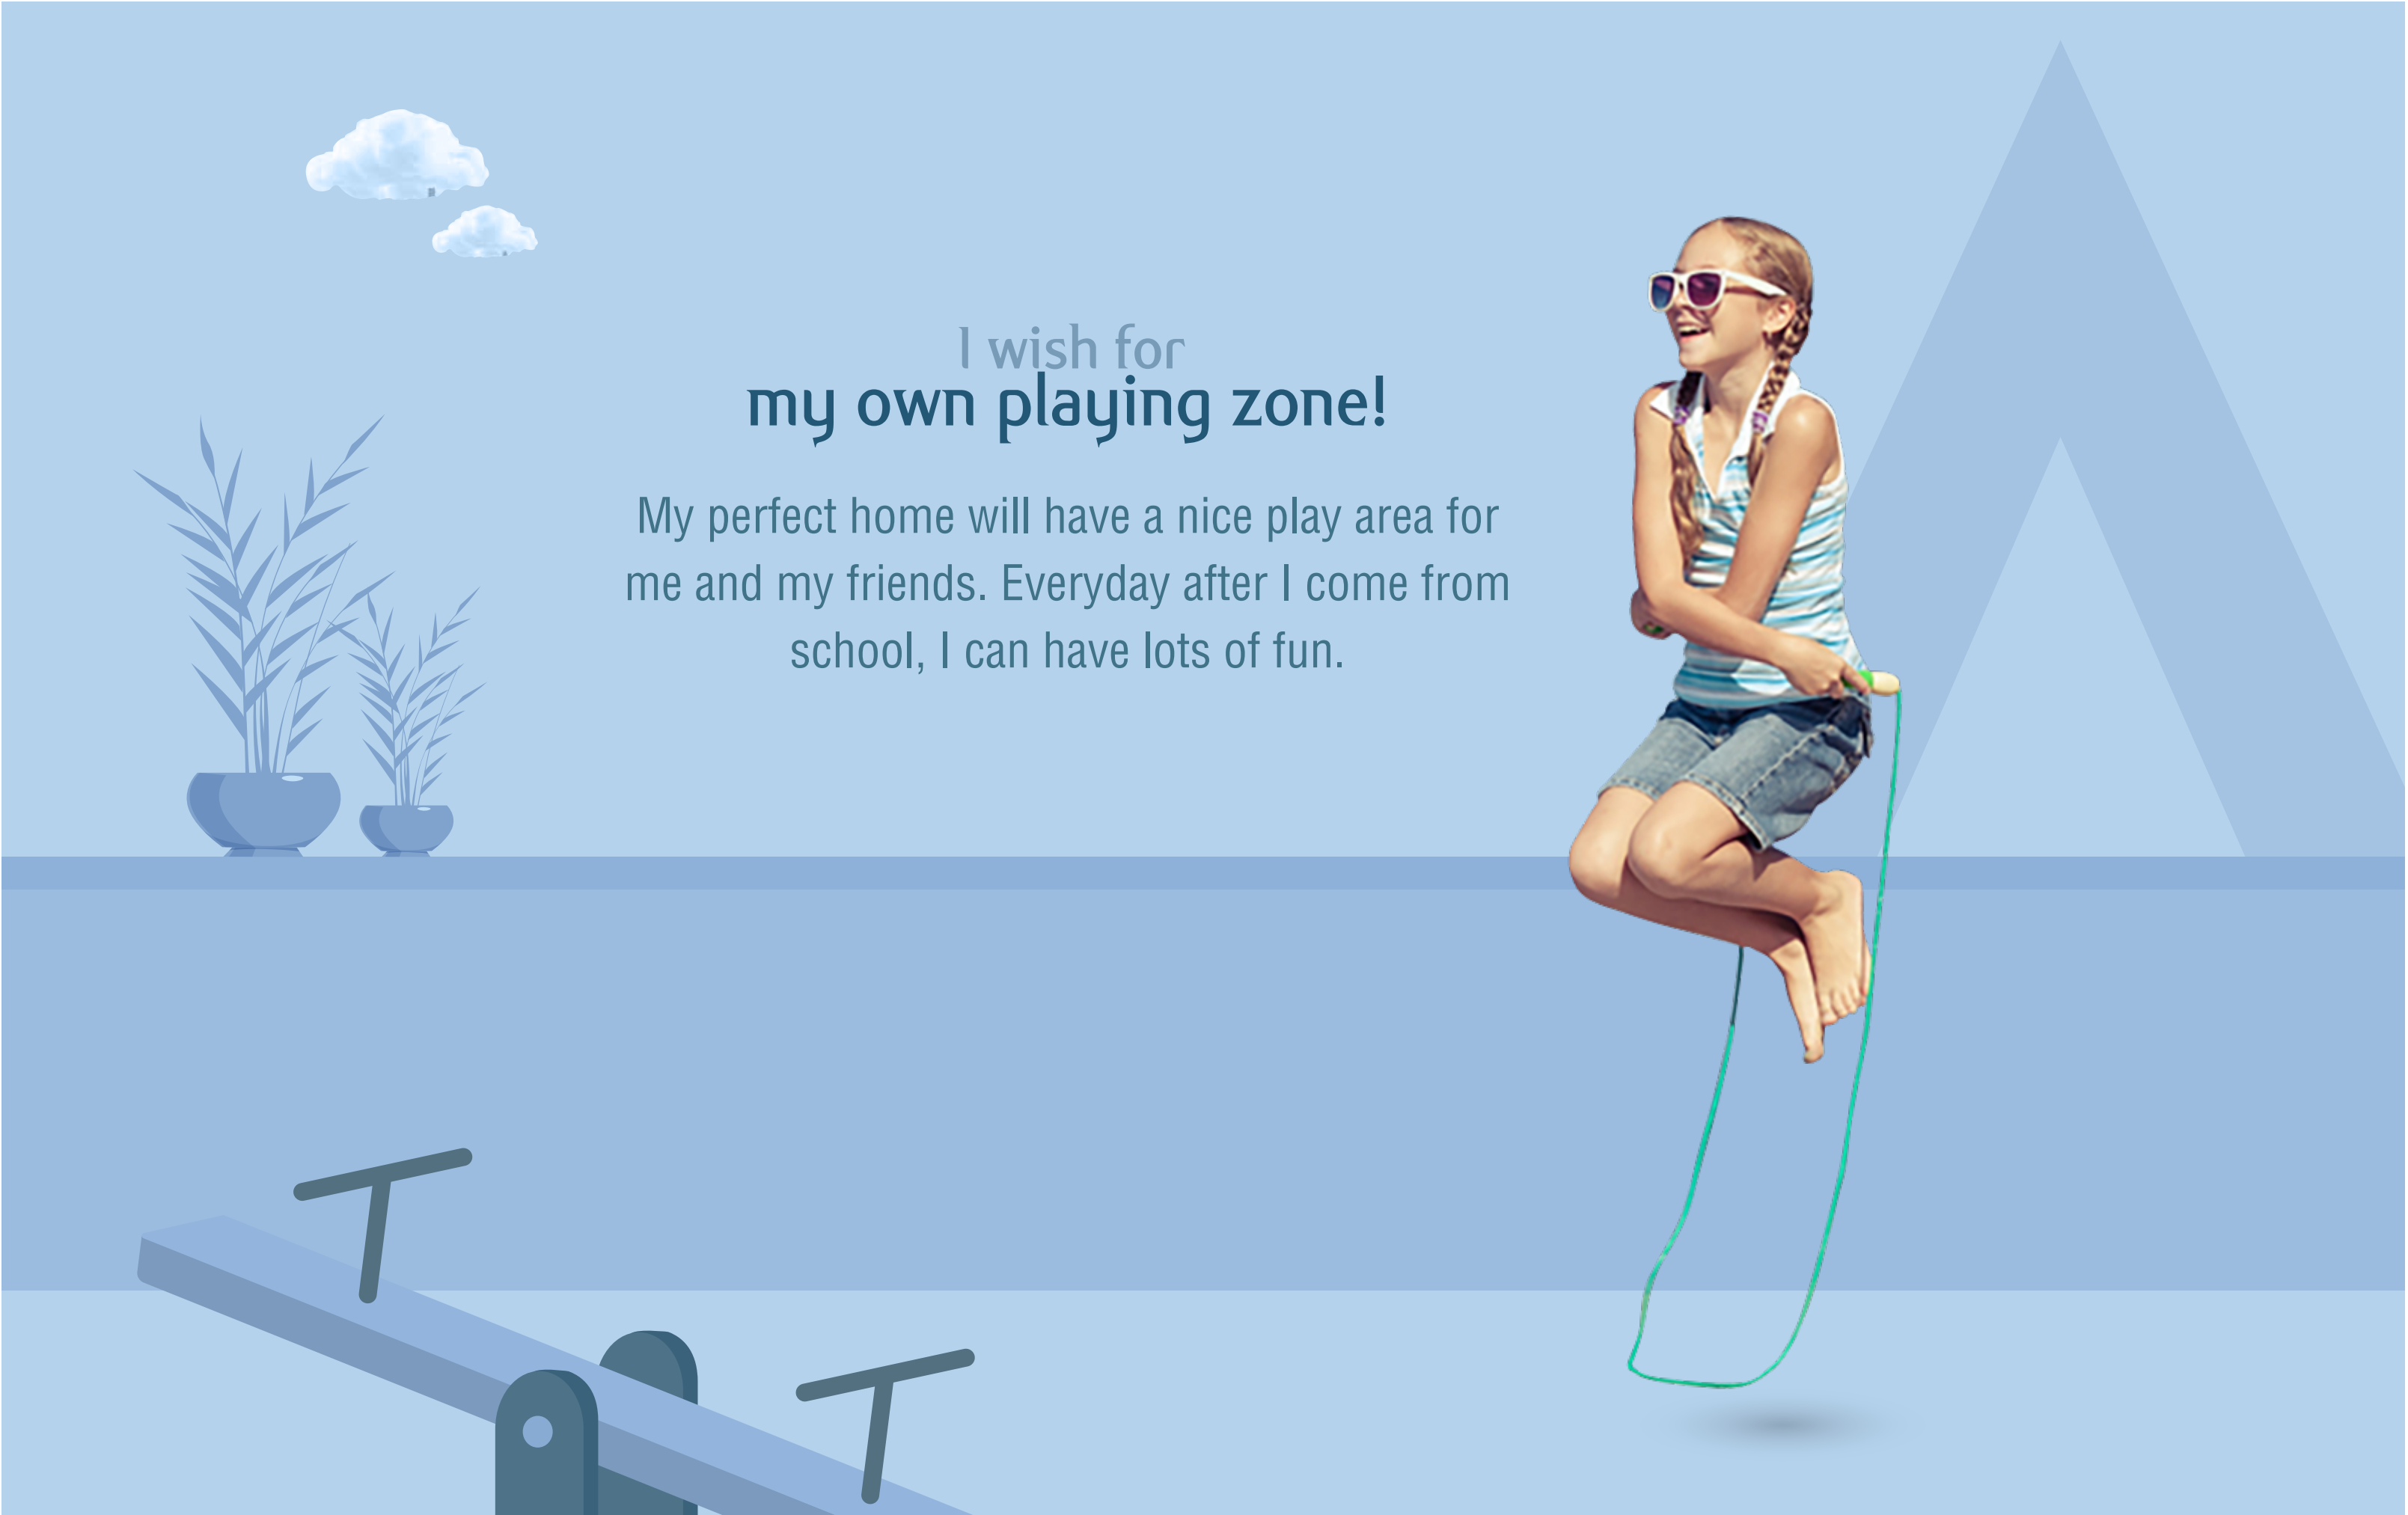 I wish for
my own playing zone!
My perfect home will have a nice play area for
me and my friends. Everyday after I come from
school, I can have lots of fun.